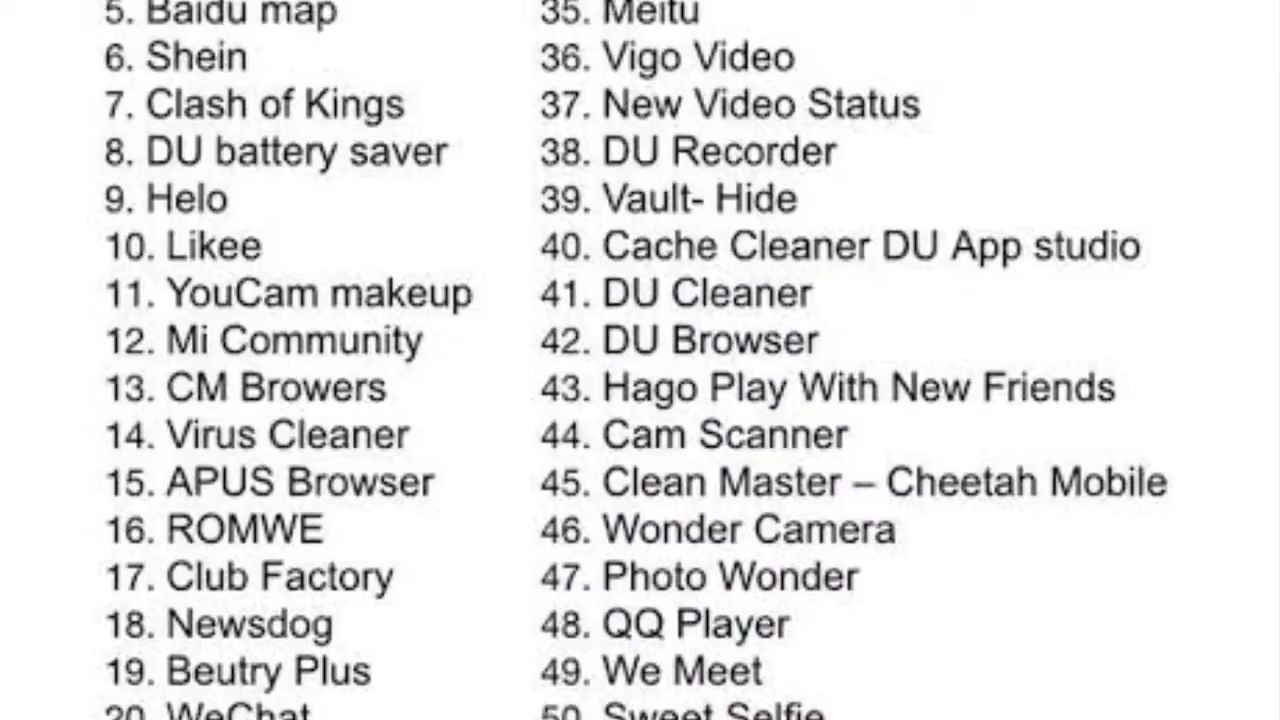 5. Baidu map
6. Shein
7. Clash of Kings
8. DU battery saver
9. Helo
10. Likee
11. YouCam makeup
12. Mi Community
13. CM Browers
14. Virus Cleaner
15. APUS Browser
16. ROMWE
17. Club Factory
18. Newsdog
19. Beutry Plus
20. WeChat
35. Meitu
36. Vigo Video
37. New Video Status
38. DU Recorder
39. Vault- Hide
40. Cache Cleaner DU App studio
41. DU Cleaner
42. DU Browser
43. Hago Play With New Friends
44. Cam Scanner
45. Clean Master – Cheetah Mobile
46. Wonder Camera
47. Photo Wonder
48. QQ Player
49. We Meet
50. Sweet Selfie